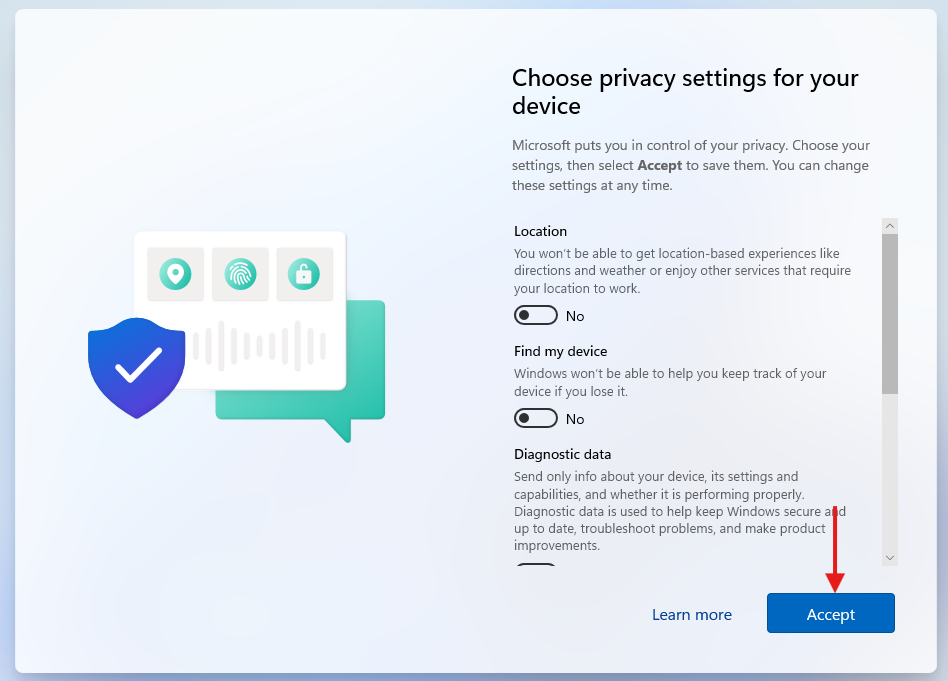 Choose privacy settings for your
device
Microsoft puts you in control of your privacy. Choose your
settings, then select Accept to save them. You can change
these settings at any time.
Location
You won't be able to get location-based experiences like
directions and weather or enjoy other services that require
your location to work.
No
Find my device
Windows won't be able to help you keep track of your
device if you lose it.
No
Diagnostic data
Send only info about your device, its settings and
capabilities, and whether it is performing properly.
Diagnostic data is used to help keep Windows secure and
up to date, troubleshoot problems, and make product
improvements.
Learn more
Accept